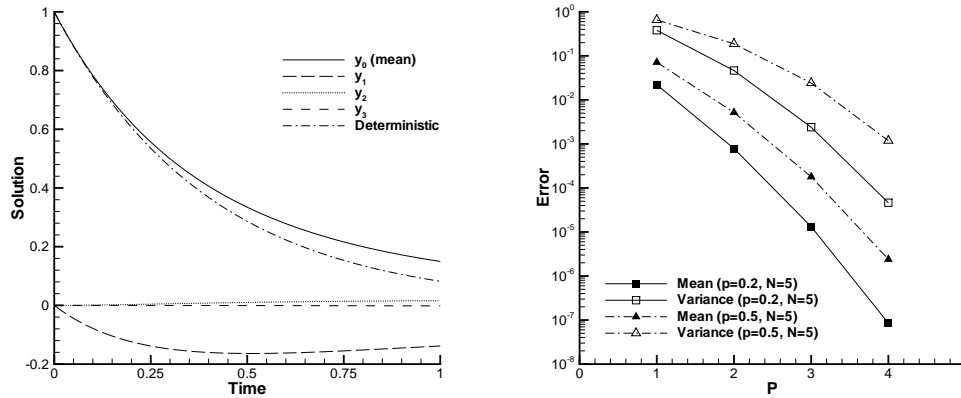 1
0.8
0.6
0.4
0.2
0
-0.2
Solution
0
0.25
0.5
0.75
1
Time
y₀ (mean)
y₁
y₂
y₃
Deterministic
10⁰
10⁻¹
10⁻²
10⁻³
10⁻⁴
10⁻⁵
10⁻⁶
10⁻⁷
10⁻⁸
Error
0
1
2
3
4
P
Mean (p=0.2, N=5)
Variance (p=0.2, N=5)
Mean (p=0.5, N=5)
Variance (p=0.5, N=5)